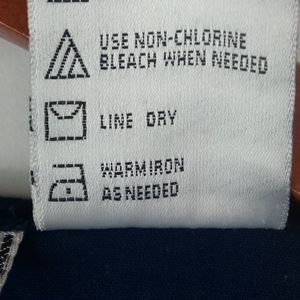 USE NON-CHLORINE
BLEACH WHEN NEEDED
LINE DRY
WARM IRON
AS NEEDED